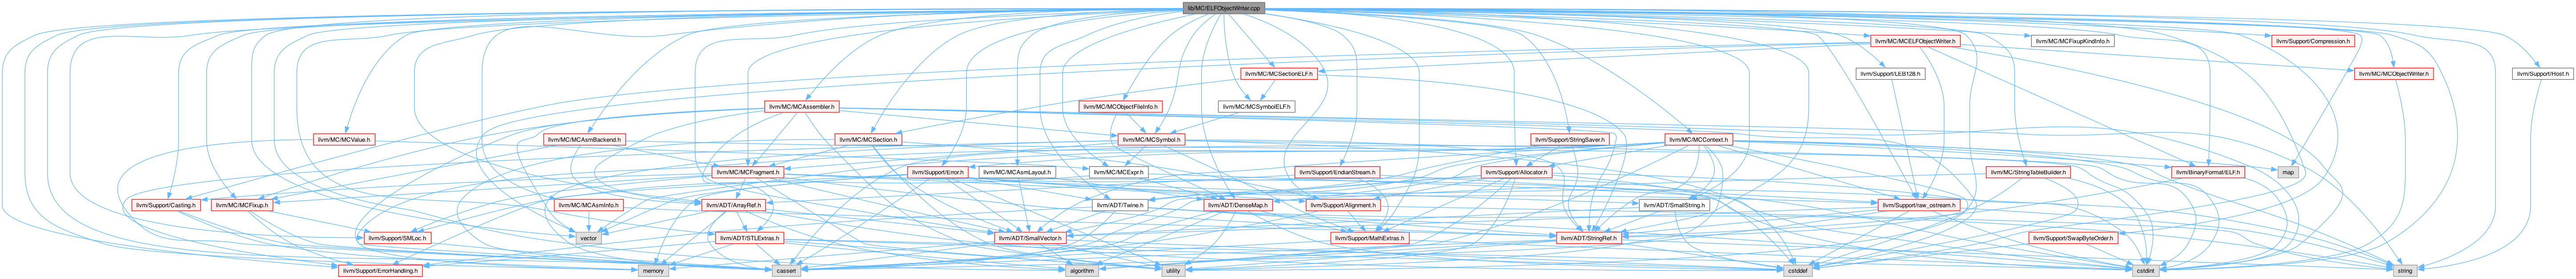 lib/MC/ELFObjectWriter.cpp
llvm/MC/MCELFObjectWriter.h
llvm/MC/MCFixupKindInfo.h
llvm/Support/Compression.h
llvm/MC/MCSectionELF.h
llvm/Support/LEB128.h
llvm/MC/MCObjectWriter.h
llvm/Support/Host.h
llvm/MC/MCAssembler.h
llvm/MC/MCObjectFileInfo.h
llvm/MC/MCSymbolELF.h
llvm/MC/MCValue.h
llvm/MC/MCAsmBackend.h
llvm/MC/MCSection.h
llvm/MC/MCSymbol.h
llvm/Support/StringSaver.h
llvm/MC/MCContext.h
llvm/MC/MCFragment.h
llvm/Support/Error.h
llvm/MC/MCAsmLayout.h
llvm/MC/MCExpr.h
llvm/Support/EndianStream.h
llvm/Support/Allocator.h
llvm/MC/StringTableBuilder.h
llvm/BinaryFormat/ELF.h
map
llvm/Support/Casting.h
llvm/MC/MCFixup.h
llvm/MC/MCAsmInfo.h
llvm/ADT/ArrayRef.h
llvm/ADT/Twine.h
llvm/ADT/DenseMap.h
llvm/Support/Alignment.h
llvm/ADT/SmallString.h
llvm/Support/raw_ostream.h
llvm/Support/SMLoc.h
vector
llvm/ADT/STLExtras.h
llvm/ADT/SmallVector.h
llvm/Support/MathExtras.h
llvm/ADT/StringRef.h
llvm/Support/SwapByteOrder.h
llvm/Support/ErrorHandling.h
memory
cassert
algorithm
utility
cstddef
cstdint
string